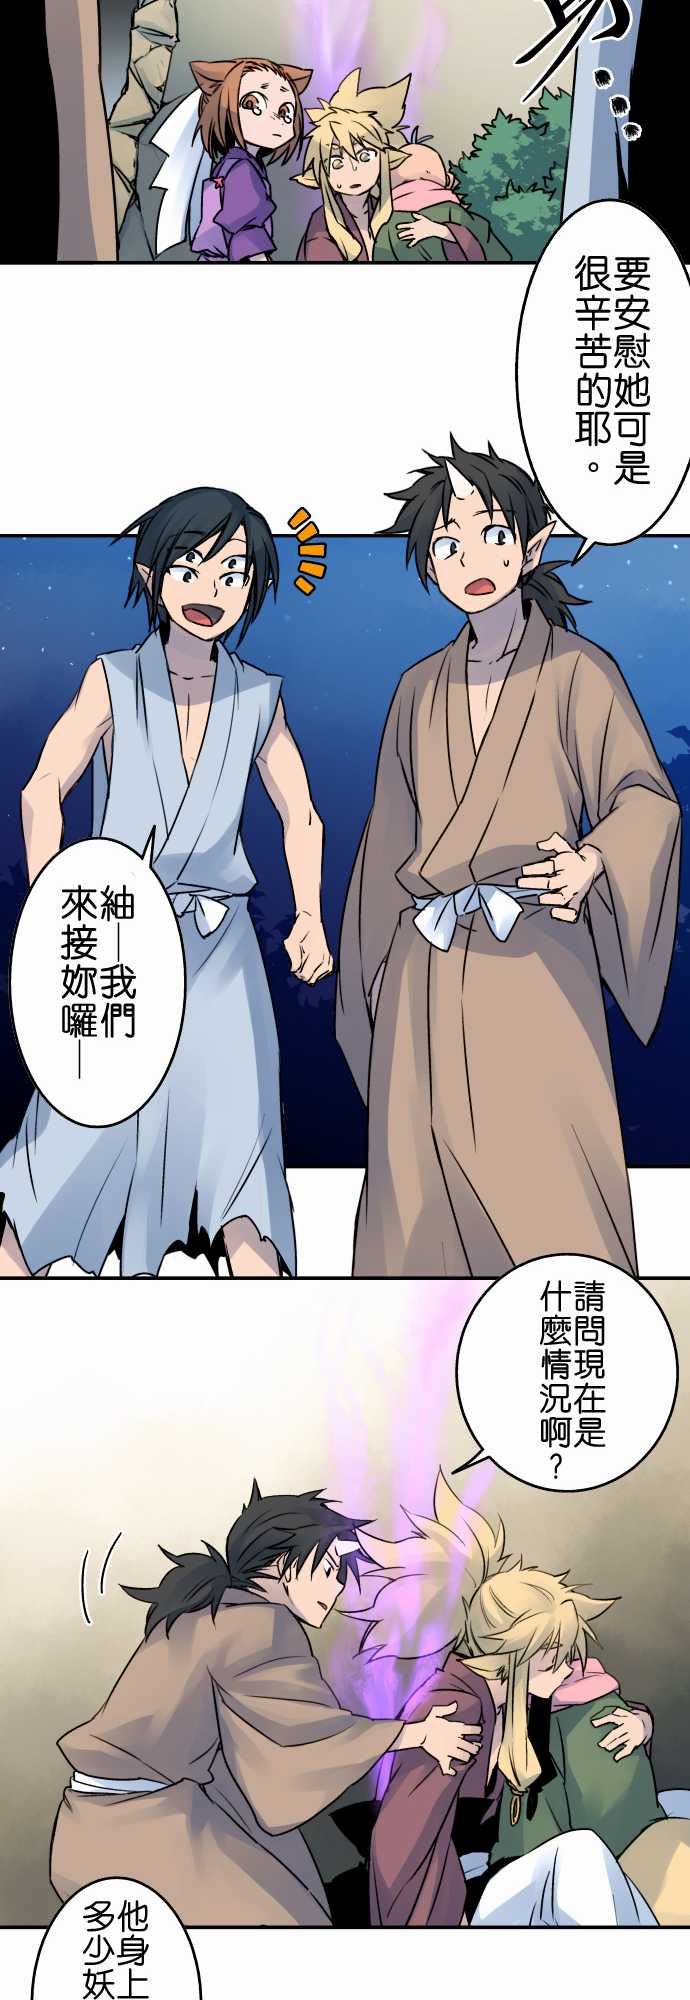 要安慰她可是
很辛苦的耶。
紬—我們
來接妳囉—
請問現在是
什麼情況啊？
他身上
多少妖